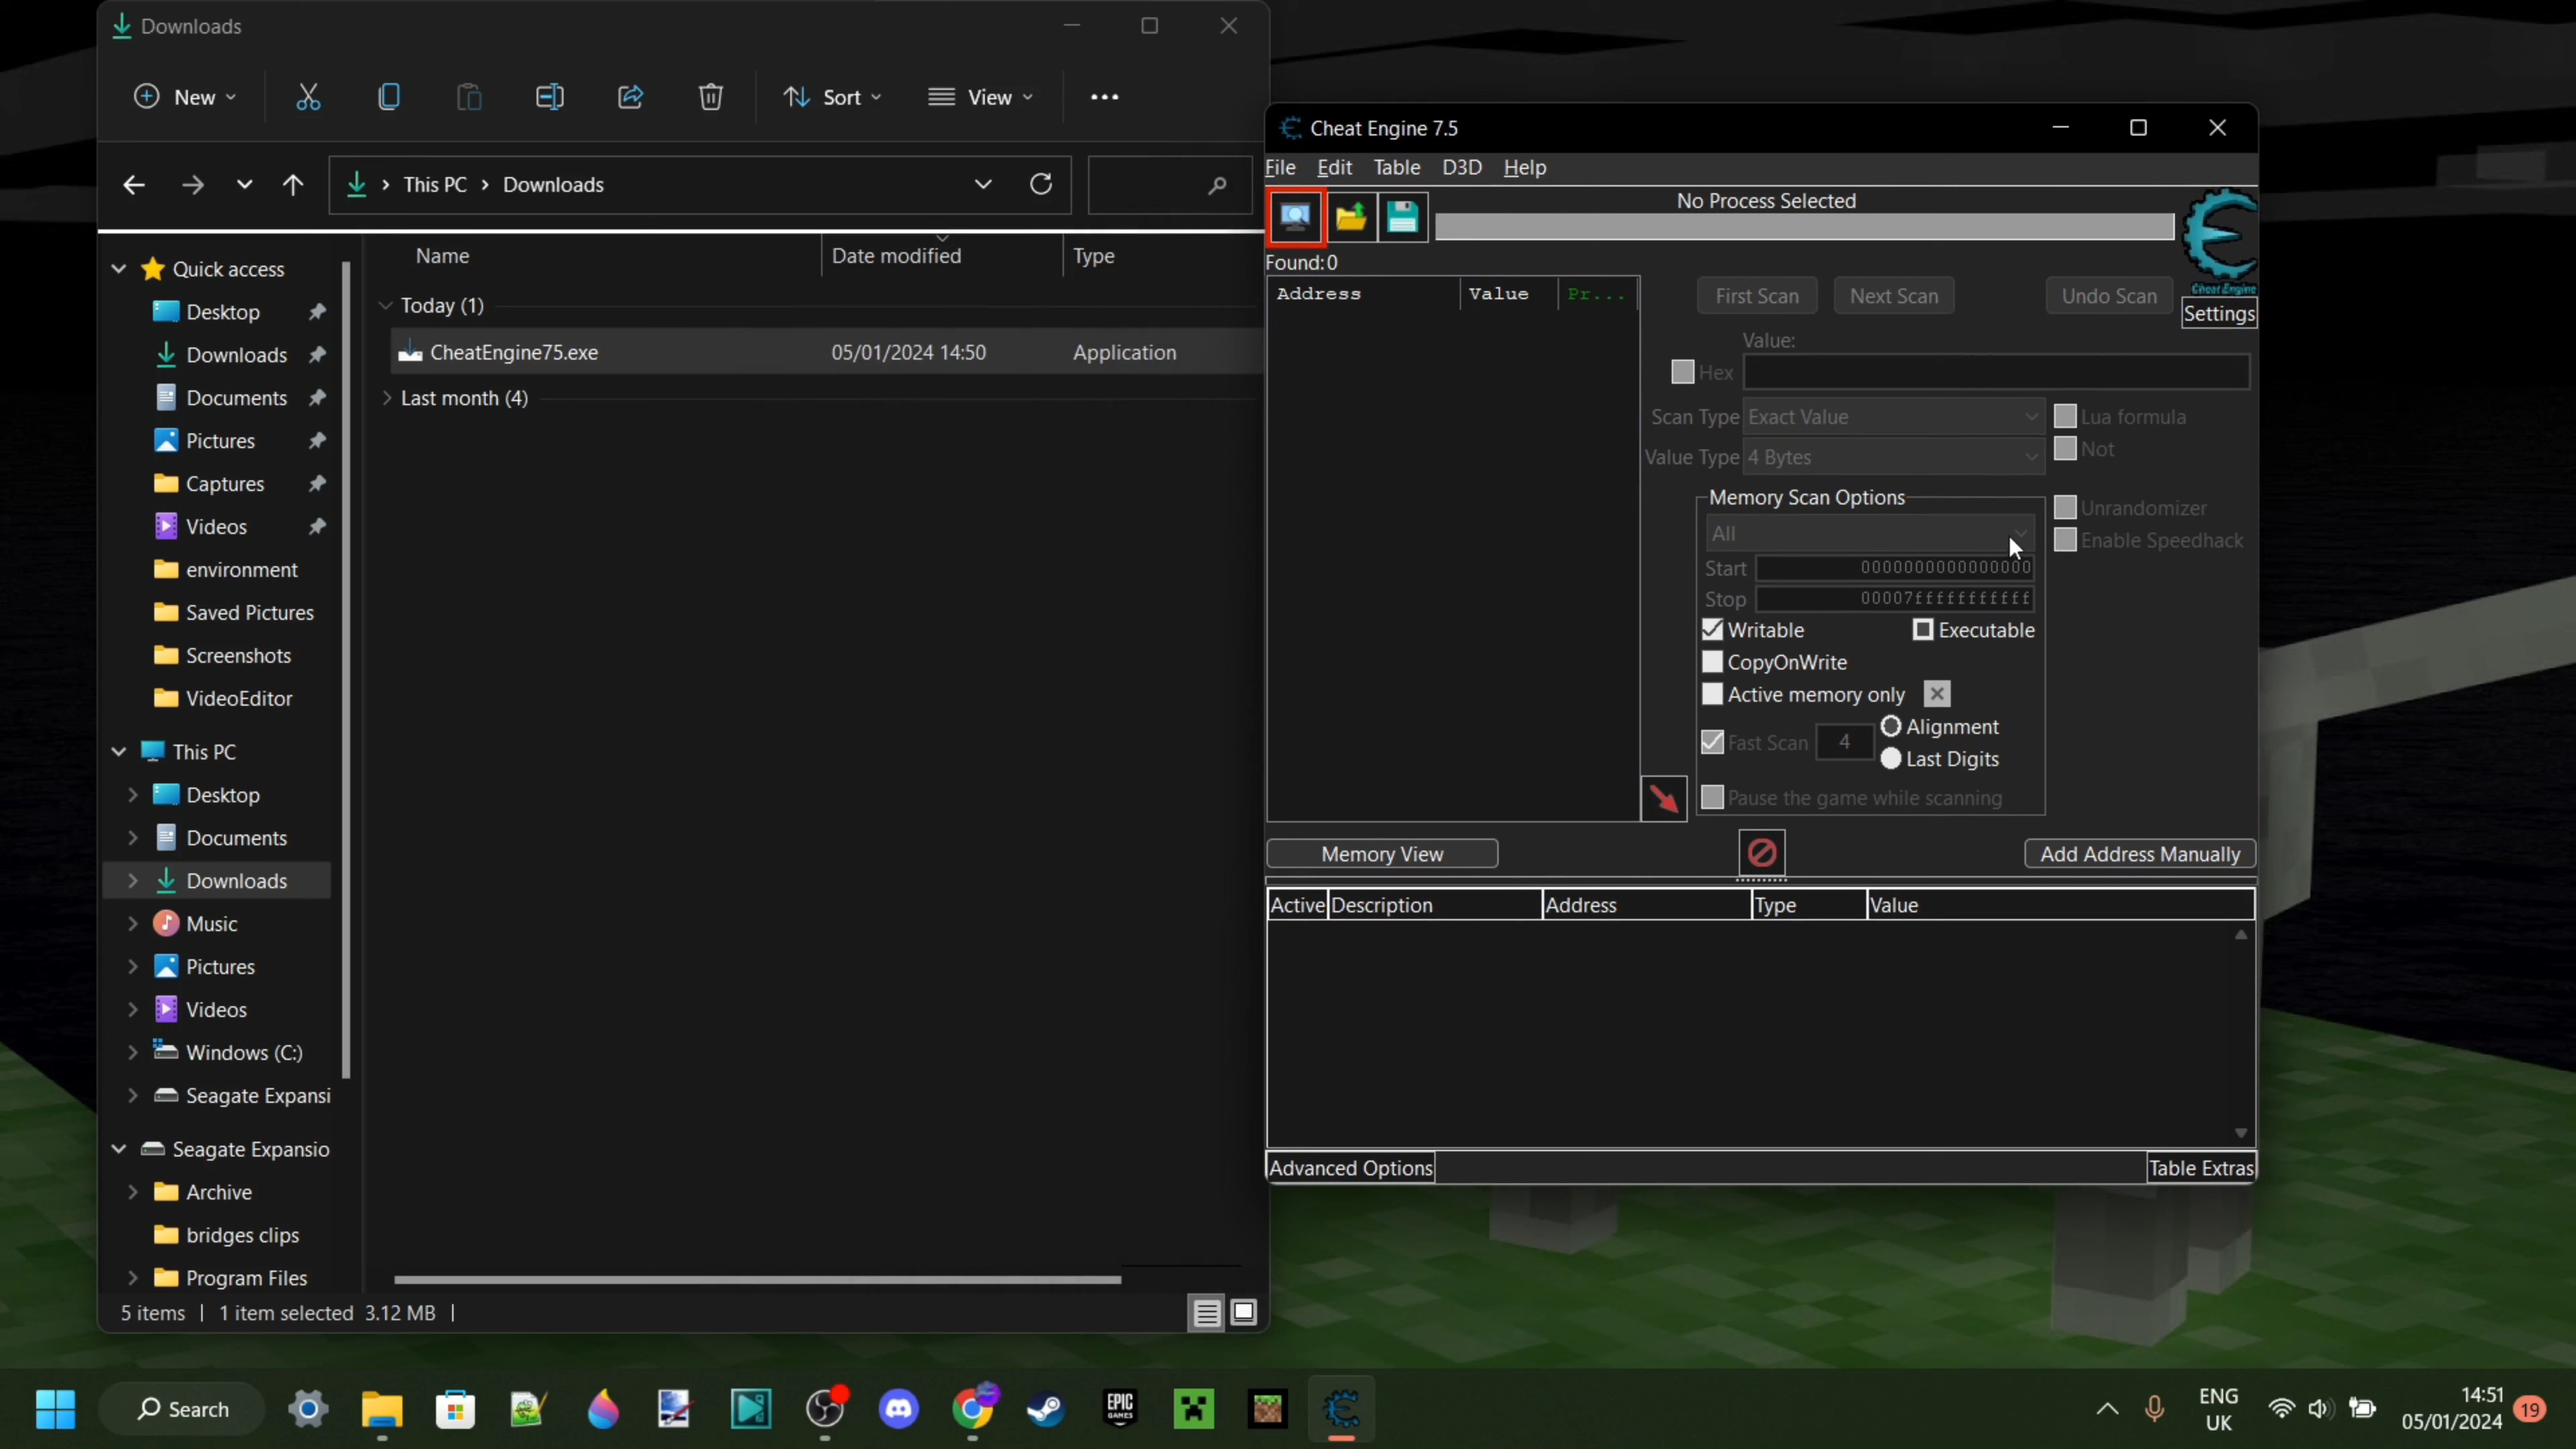 Downloads
New
Sort
View
This PC
Downloads
Name
Date modified
Type
Quick access
Desktop
Downloads
Documents
Pictures
Captures
Videos
environment
Saved Pictures
Screenshots
VideoEditor
This PC
Desktop
Documents
Downloads
Music
Pictures
Videos
Windows (C:)
Seagate Expansi
Seagate Expansio
Archive
bridges clips
Program Files
Today (1)
CheatEngine75.exe 05/01/2024 14:50 Application
Last month (4)
5 items 1 item selected 3.12 MB
Cheat Engine 7.5
File Edit Table D3D Help
No Process Selected
Found:0
Address Value Pr...
First Scan Next Scan Undo Scan
Cheat Engine
Settings
Value:
Hex
Scan Type Exact Value
Lua formula
Value Type 4 Bytes
Not
Memory Scan Options
All
Unrandomizer
Enable Speedhack
Start 0000000000000000
Stop 00007fffffffffff
Writable Executable
CopyOnWrite
Active memory only
Fast Scan 4
Alignment
Last Digits
Pause the game while scanning
Memory View
Add Address Manually
Active Description Address Type Value
Advanced Options
Table Extras
Search
EPIC
GAMES
ENG
UK
14:51
05/01/2024
19